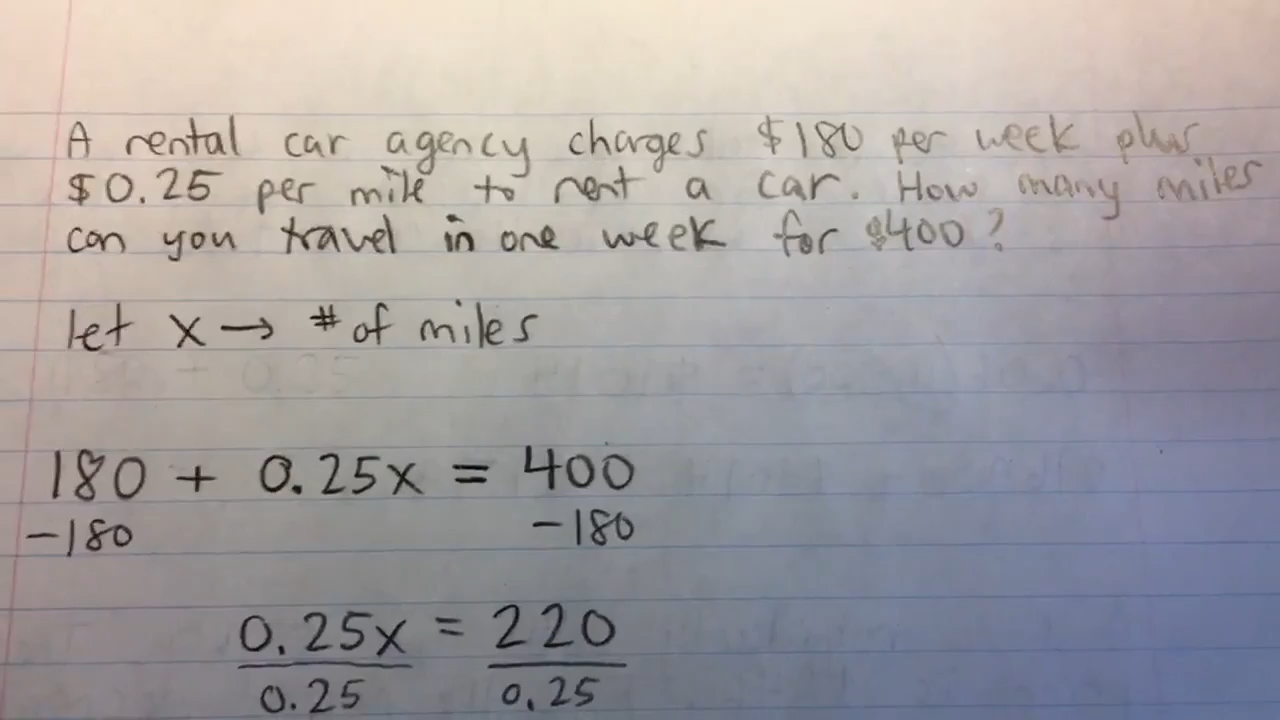 A rental car agency charges $180 per week plus
$0.25 per mile to rent a car. How many miles
can you travel in one week for $400?
let x → # of miles
180 + 0.25x = 400
-180 -180
0.25x = 220
0.25 0.25